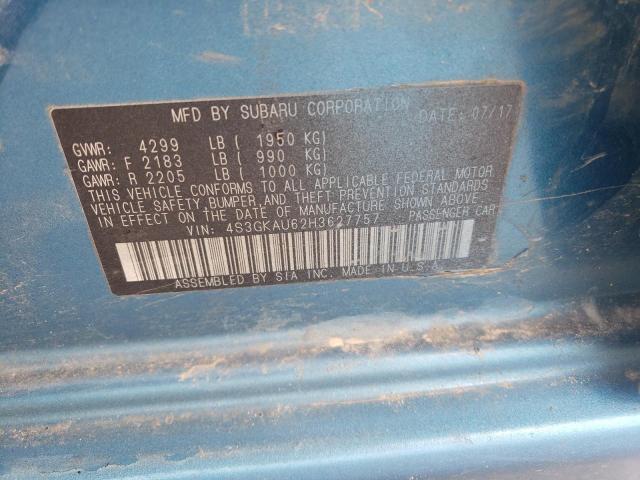 MFD BY SUBARU CORPORATION DATE: 07/17
GVWR: 4299 LB ( 1950 KG)
GAWR: F 2183 LB ( 990 KG)
GAWR: R 2205 LB ( 1000 KG)
THIS VEHICLE CONFORMS TO ALL APPLICABLE FEDERAL MOTOR
VEHICLE SAFETY, BUMPER, AND THEFT PREVENTION STANDARDS
IN EFFECT ON THE DATE OF MANUFACTURE SHOWN ABOVE.
VIN: 4S3GKAU62H3627757 PASSENGER CAR
ASSEMBLED BY SIA INC. MADE IN U.S.A.